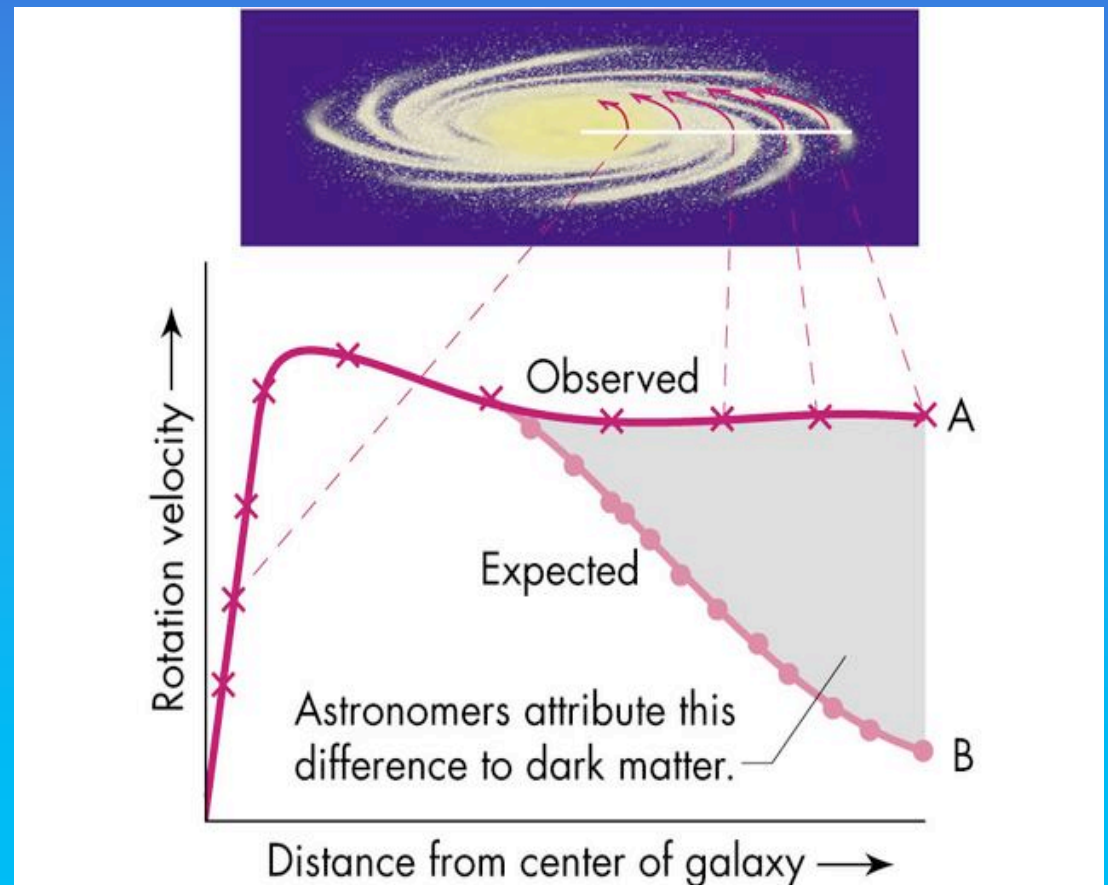 Observed
A
Rotation velocity
Expected
Astronomers attribute this
difference to dark matter.
B
Distance from center of galaxy